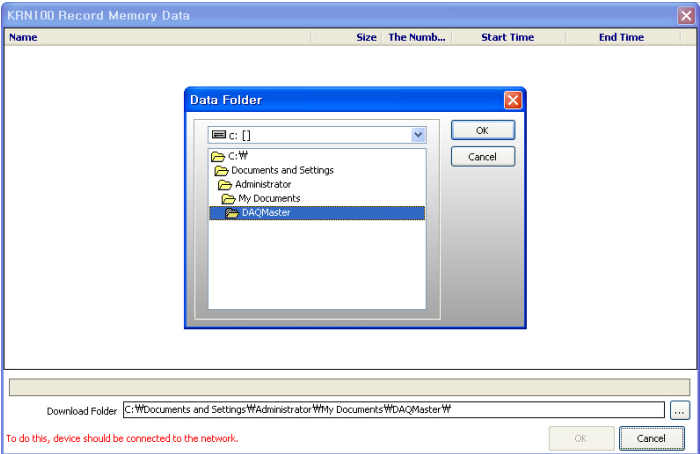 KRN100 Record Memory Data
Name Size The Numb... Start Time End Time
Data Folder
c: []
OK
Cancel
C:₩
Documents and Settings
Administrator
My Documents
DAQMaster
Download Folder C:₩Documents and Settings₩Administrator₩My Documents₩DAQMaster₩ ...
To do this, device should be connected to the network.
OK Cancel